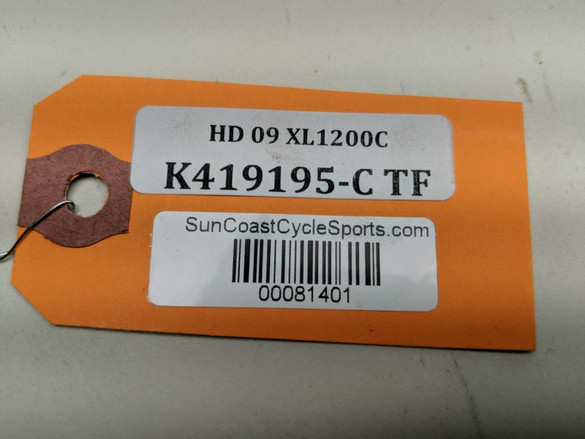 HD 09 XL1200C
K419195-C TF
SunCoastCycleSports.com
00081401